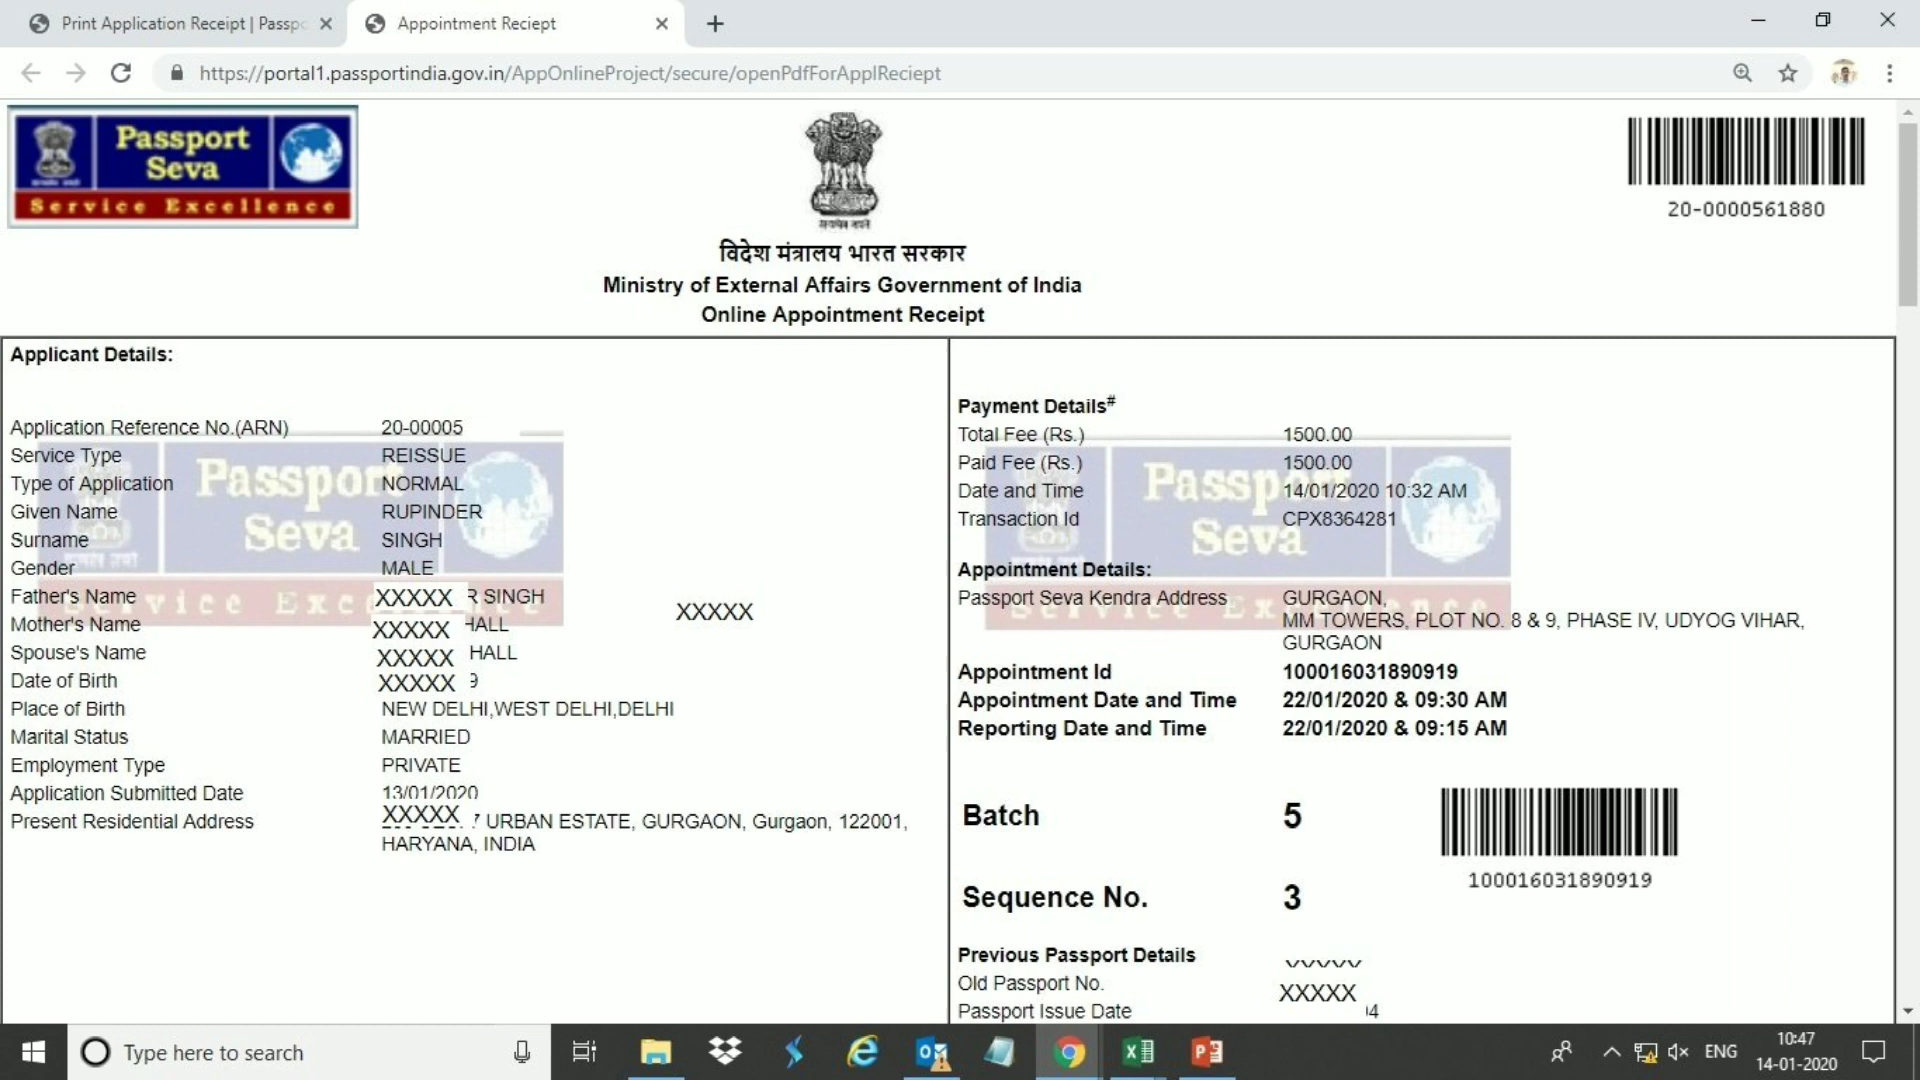 Print Application Receipt | Passpo
Appointment Reciept
https://portal1.passportindia.gov.in/AppOnlineProject/secure/openPdfForApplReciept
Passport
Seva
Service Excellence
विदेश मंत्रालय भारत सरकार
Ministry of External Affairs Government of India
Online Appointment Receipt
20-0000561880
Applicant Details:
Application Reference No.(ARN) 20-00005
Service Type REISSUE
Type of Application NORMAL
Given Name RUPINDER
Surname SINGH
Gender MALE
Father's Name XXXXX R SINGH
XXXXX
Mother's Name XXXXX HALL
Spouse's Name XXXXX HALL
Date of Birth XXXXX 9
Place of Birth NEW DELHI,WEST DELHI,DELHI
Marital Status MARRIED
Employment Type PRIVATE
Application Submitted Date 13/01/2020
Present Residential Address XXXXX 7 URBAN ESTATE, GURGAON, Gurgaon, 122001,
HARYANA, INDIA
Passport
Seva
Payment Details#
Total Fee (Rs.) 1500.00
Paid Fee (Rs.) 1500.00
Date and Time 14/01/2020 10:32 AM
Transaction Id CPX8364281
Appointment Details:
Passport Seva Kendra Address GURGAON,
MM TOWERS, PLOT NO. 8 & 9, PHASE IV, UDYOG VIHAR,
GURGAON
Appointment Id 100016031890919
Appointment Date and Time 22/01/2020 & 09:30 AM
Reporting Date and Time 22/01/2020 & 09:15 AM
Batch 5
100016031890919
Sequence No. 3
Previous Passport Details XXXXX
Old Passport No. XXXXX
Passport Issue Date 04
Passport
Seva
Type here to search
ENG
10:47
14-01-2020